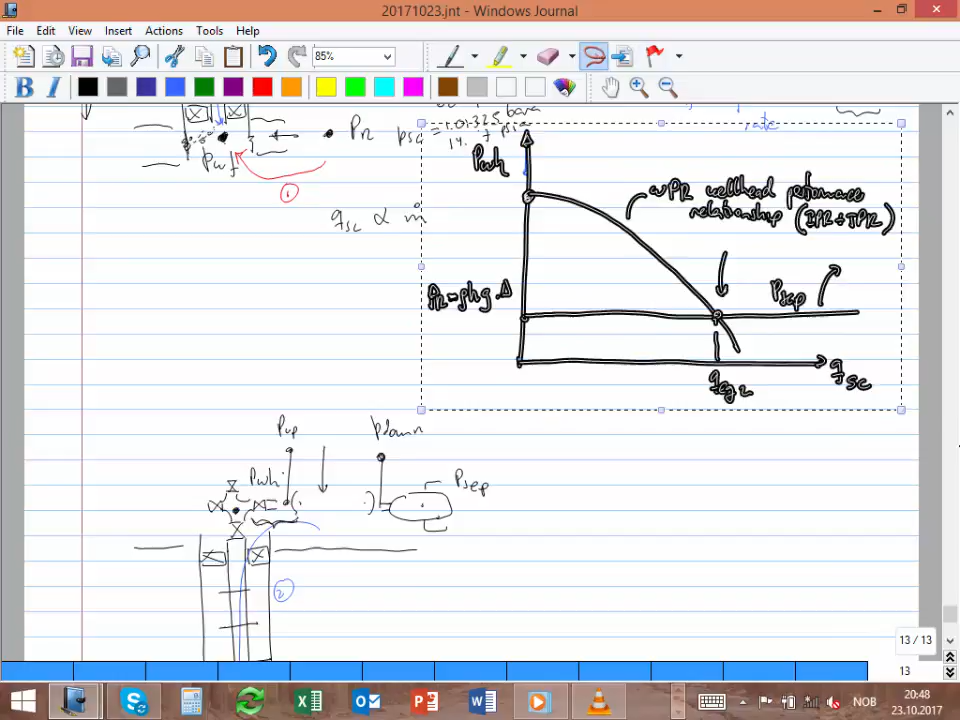 20171023.jnt - Windows Journal
File Edit View Insert Actions Tools Help
85%
B I
PR
Psc
= 1.01325 bara
14. psia
rate
Pwf
1
qsc ∝ ṁ
Pwh
WPR wellhead performance
relationship (IPR + TPR)
PR - ρhg . Δ
Psep
qeq2
qsc
Pup
Pdown
Pwh
Psep
2
13 / 13
13
NOB
20:48
23.10.2017